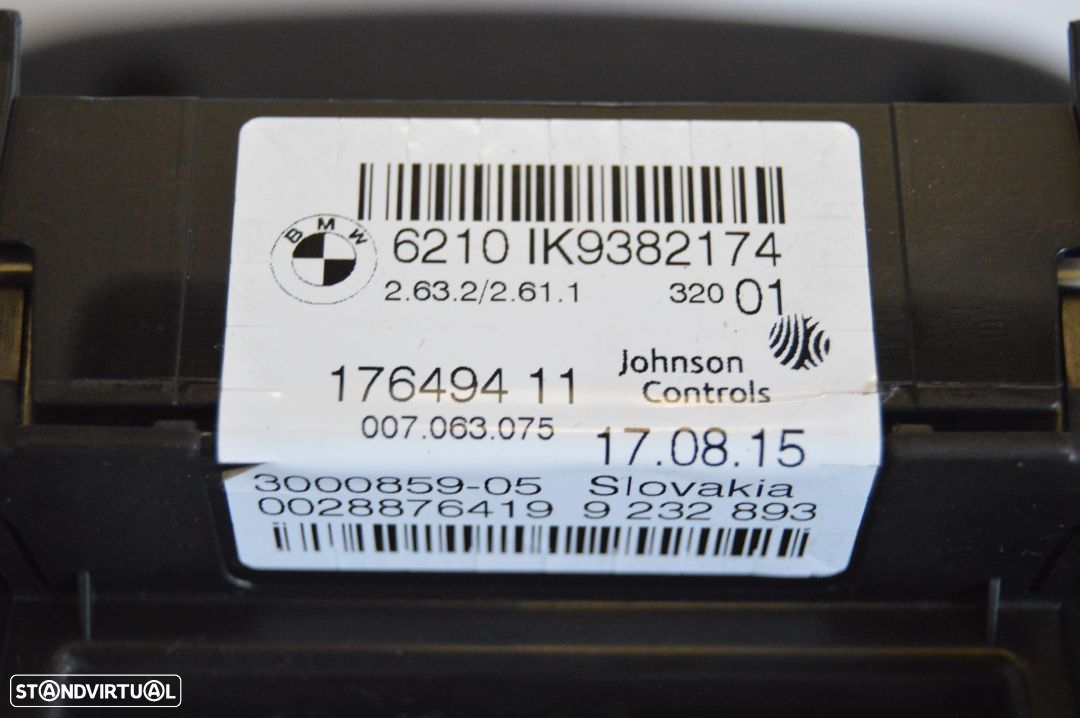 BMW
6210 IK9382174
2.63.2/2.61.1 320 01
Johnson
Controls
176494 11
007.063.075
17.08.15
3000859-05 Slovakia
0028876419 9 232 893
STANDVIRTUAL